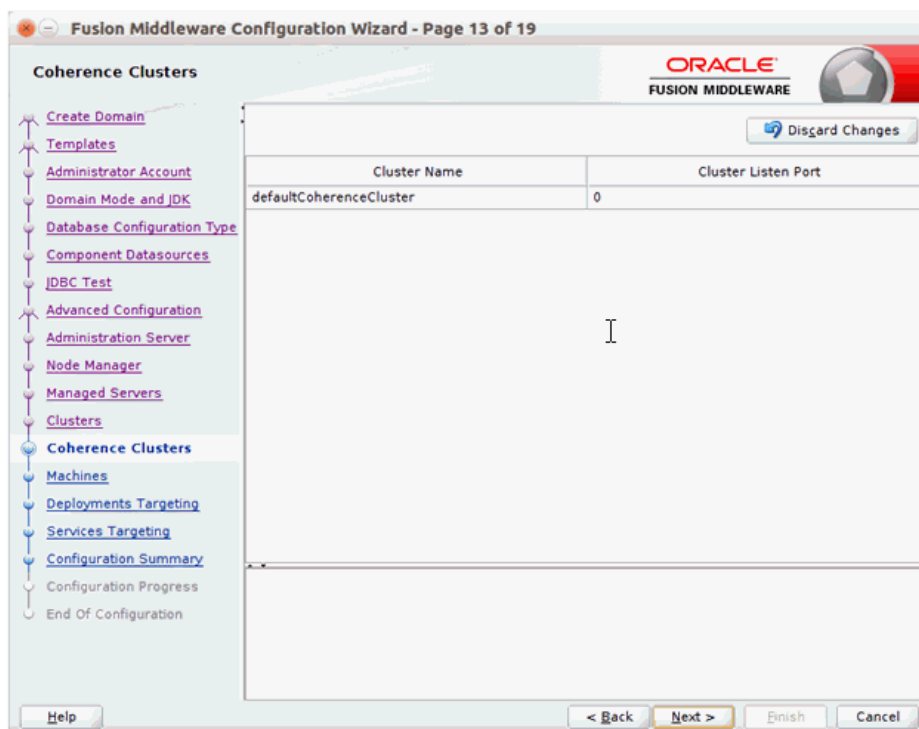 Fusion Middleware Configuration Wizard - Page 13 of 19
Coherence Clusters
ORACLE
FUSION MIDDLEWARE
Create Domain
Templates
Administrator Account
Domain Mode and JDK
Database Configuration Type
Component Datasources
JDBC Test
Advanced Configuration
Administration Server
Node Manager
Managed Servers
Clusters
Coherence Clusters
Machines
Deployments Targeting
Services Targeting
Configuration Summary
Configuration Progress
End Of Configuration
Discard Changes
Cluster Name Cluster Listen Port
defaultCoherenceCluster 0
Help < Back Next > Finish Cancel